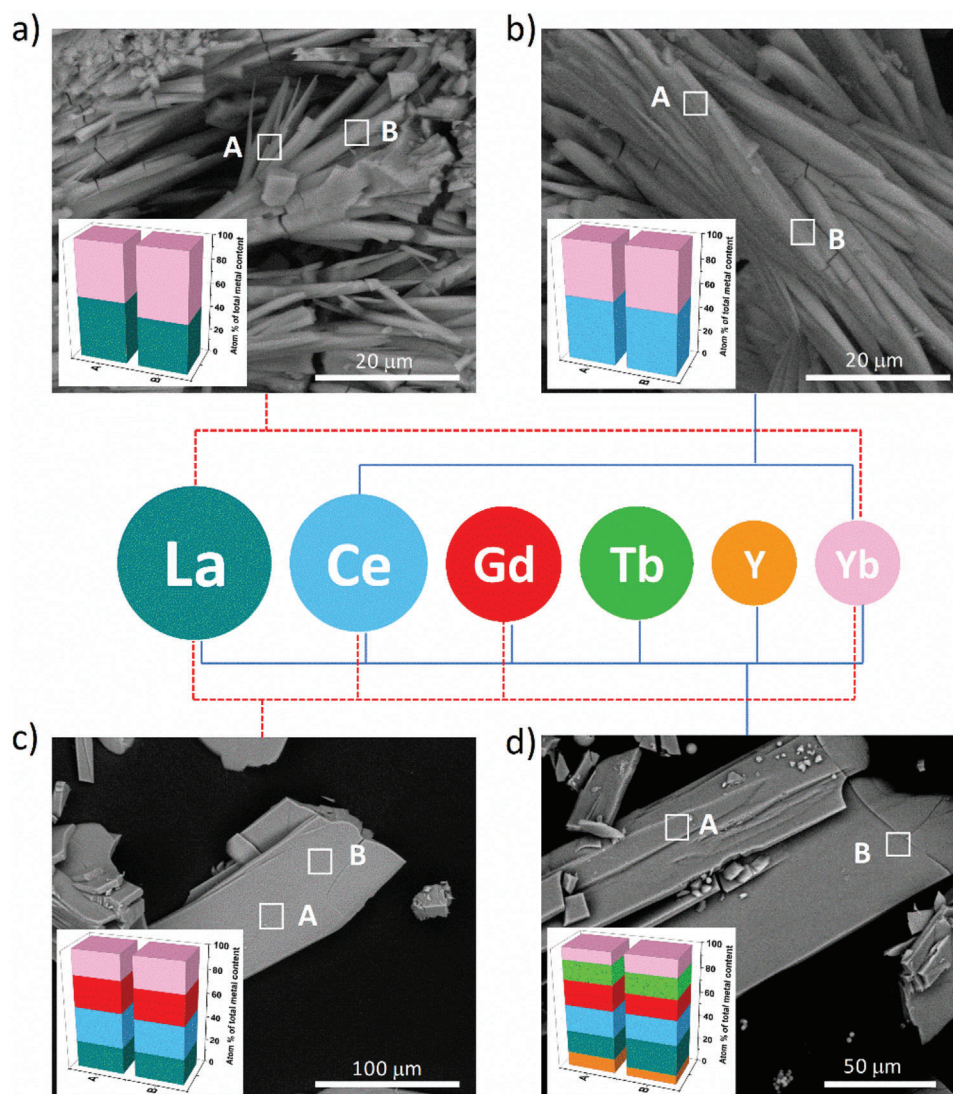 a)
b)
A
B
A
B
100
80
60
40
20
0
Atom % of total metal content
A
B
20 μm
100
80
60
40
20
0
Atom % of total metal content
A
B
20 μm
La
Ce
Gd
Tb
Y
Yb
c)
d)
B
A
A
B
100
80
60
40
20
0
Atom % of total metal content
A
B
100 μm
100
80
60
40
20
0
Atom % of total metal content
A
B
50 μm